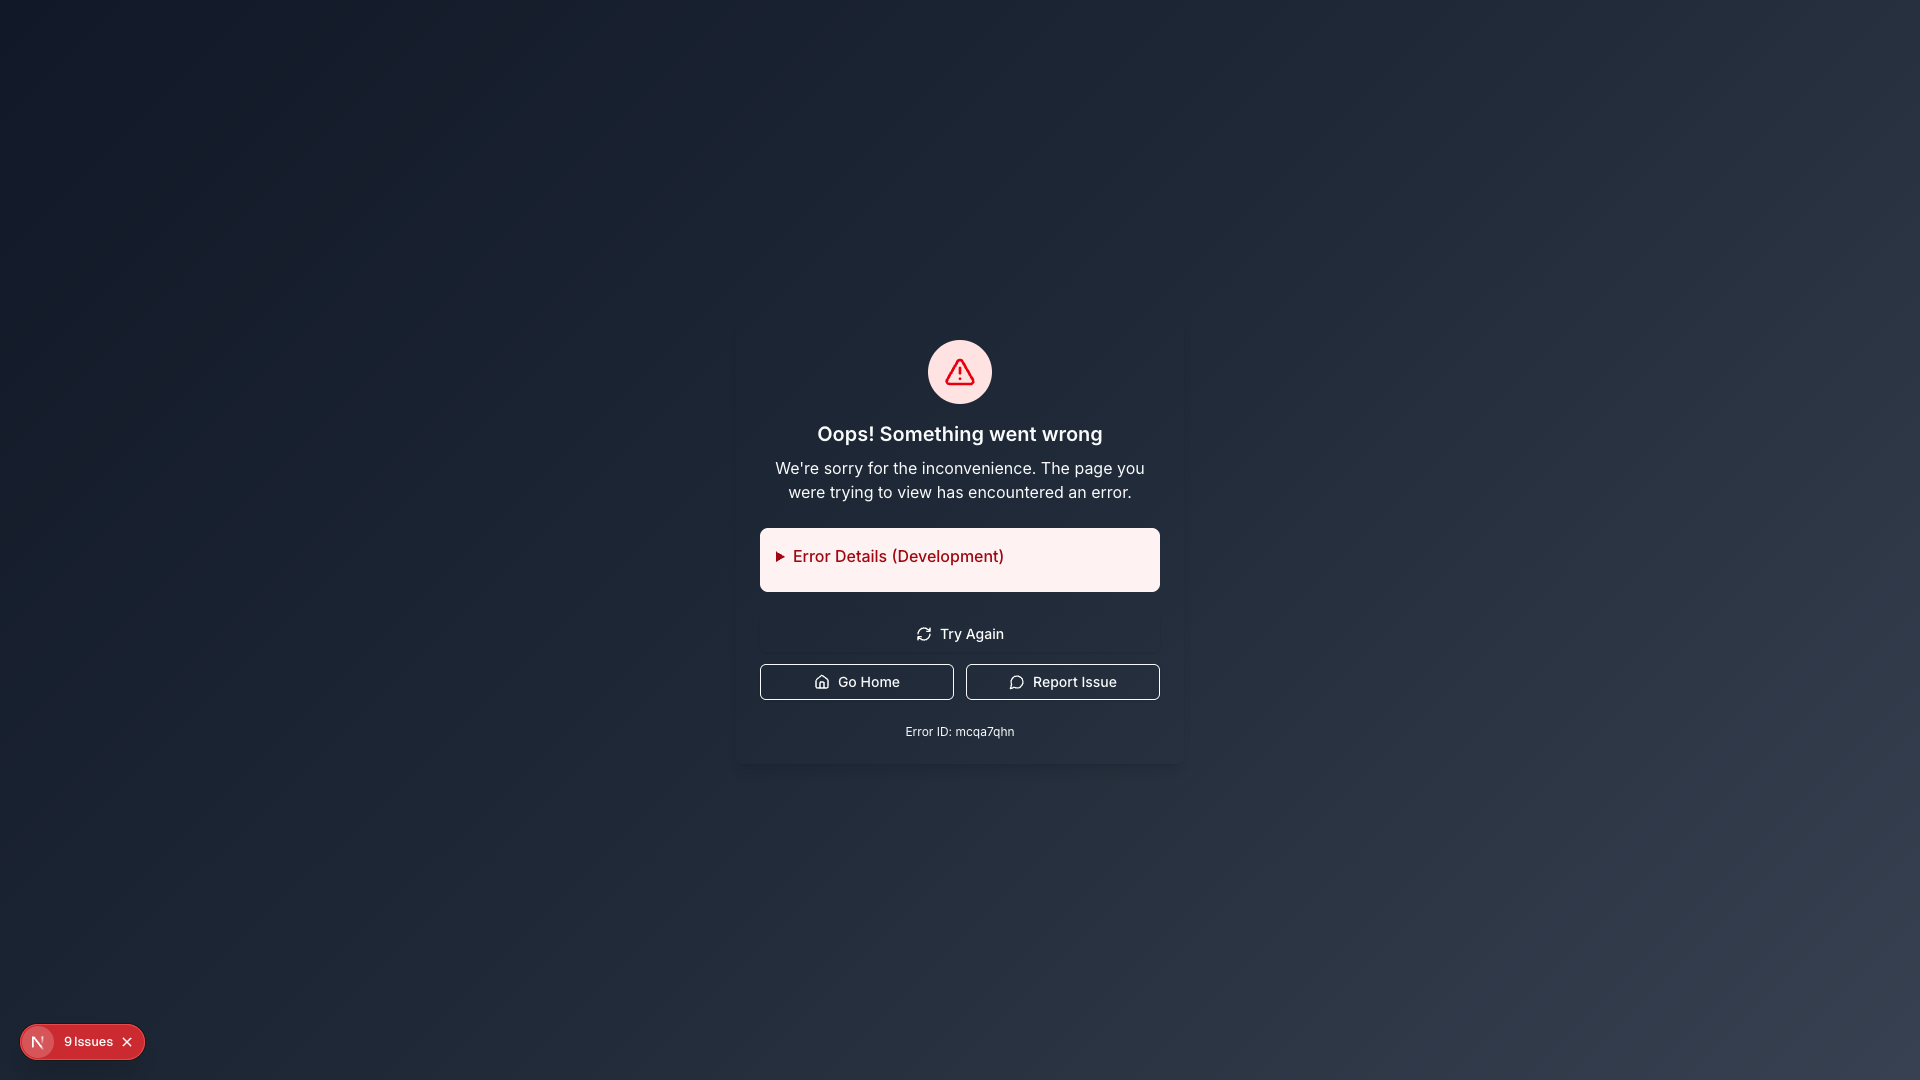 Oops! Something went wrong
We're sorry for the inconvenience. The page you
were trying to view has encountered an error.
Error Details (Development)
Try Again
Go Home
Report Issue
Error ID: mcqa7qhn
N
9 Issues